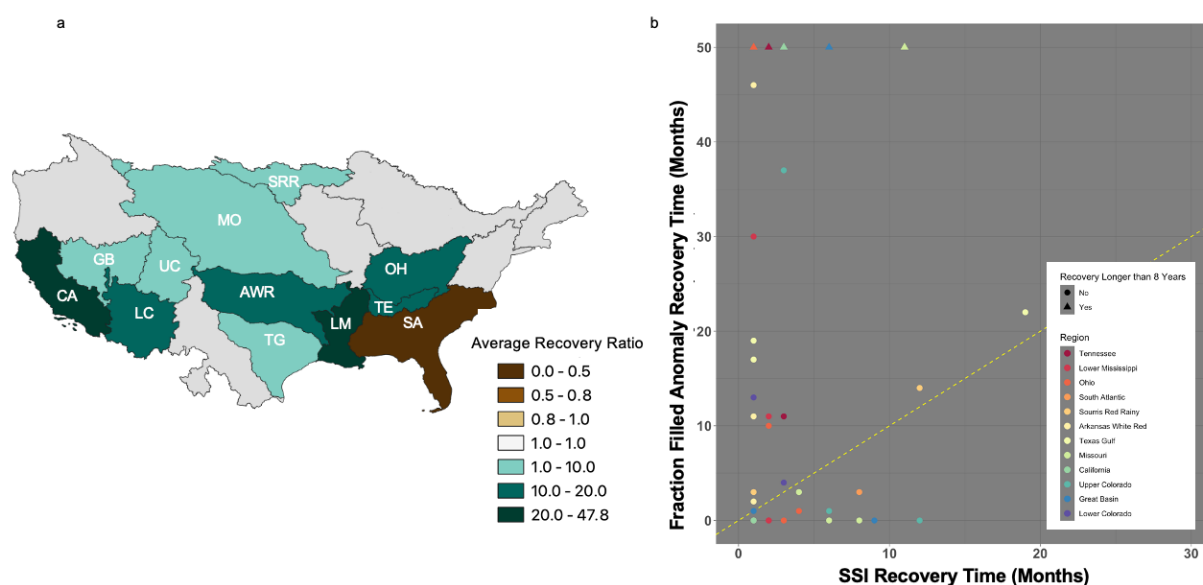 a
SRR
MO
GB
UC
OH
CA
AWR
LC
TE
LM
SA
TG
Average Recovery Ratio
0.0 - 0.5
0.5 - 0.8
0.8 - 1.0
1.0 - 1.0
1.0 - 10.0
10.0 - 20.0
20.0 - 47.8
b
Fraction Filled Anomaly Recovery Time (Months)
50
40
30
20
10
0
0
10
20
30
SSI Recovery Time (Months)
Recovery Longer than 8 Years
No
Yes
Region
Tennessee
Lower Mississippi
Ohio
South Atlantic
Sourris Red Rainy
Arkansas White Red
Texas Gulf
Missouri
California
Upper Colorado
Great Basin
Lower Colorado